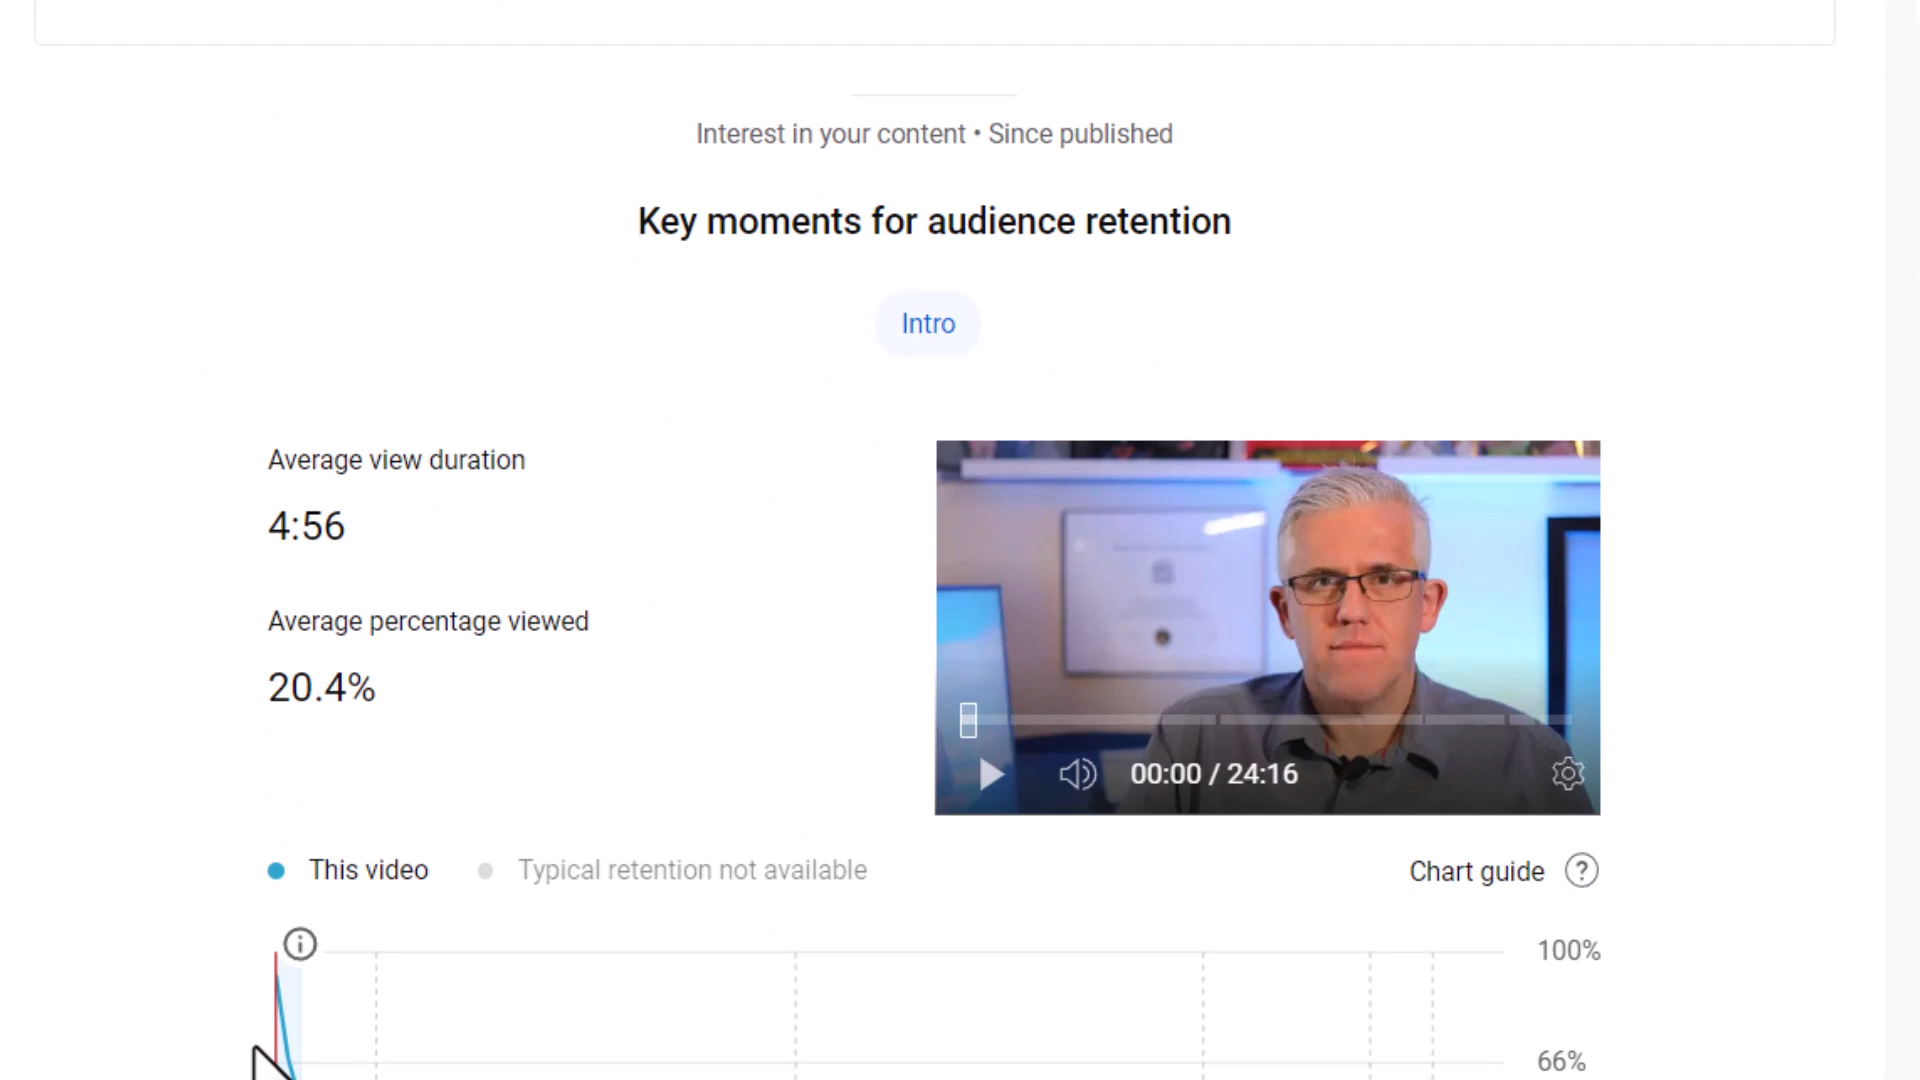 Interest in your content • Since published
Key moments for audience retention
Intro
Average view duration
4:56
Average percentage viewed
20.4%
00:00 / 24:16
This video
Typical retention not available
Chart guide
100%
66%